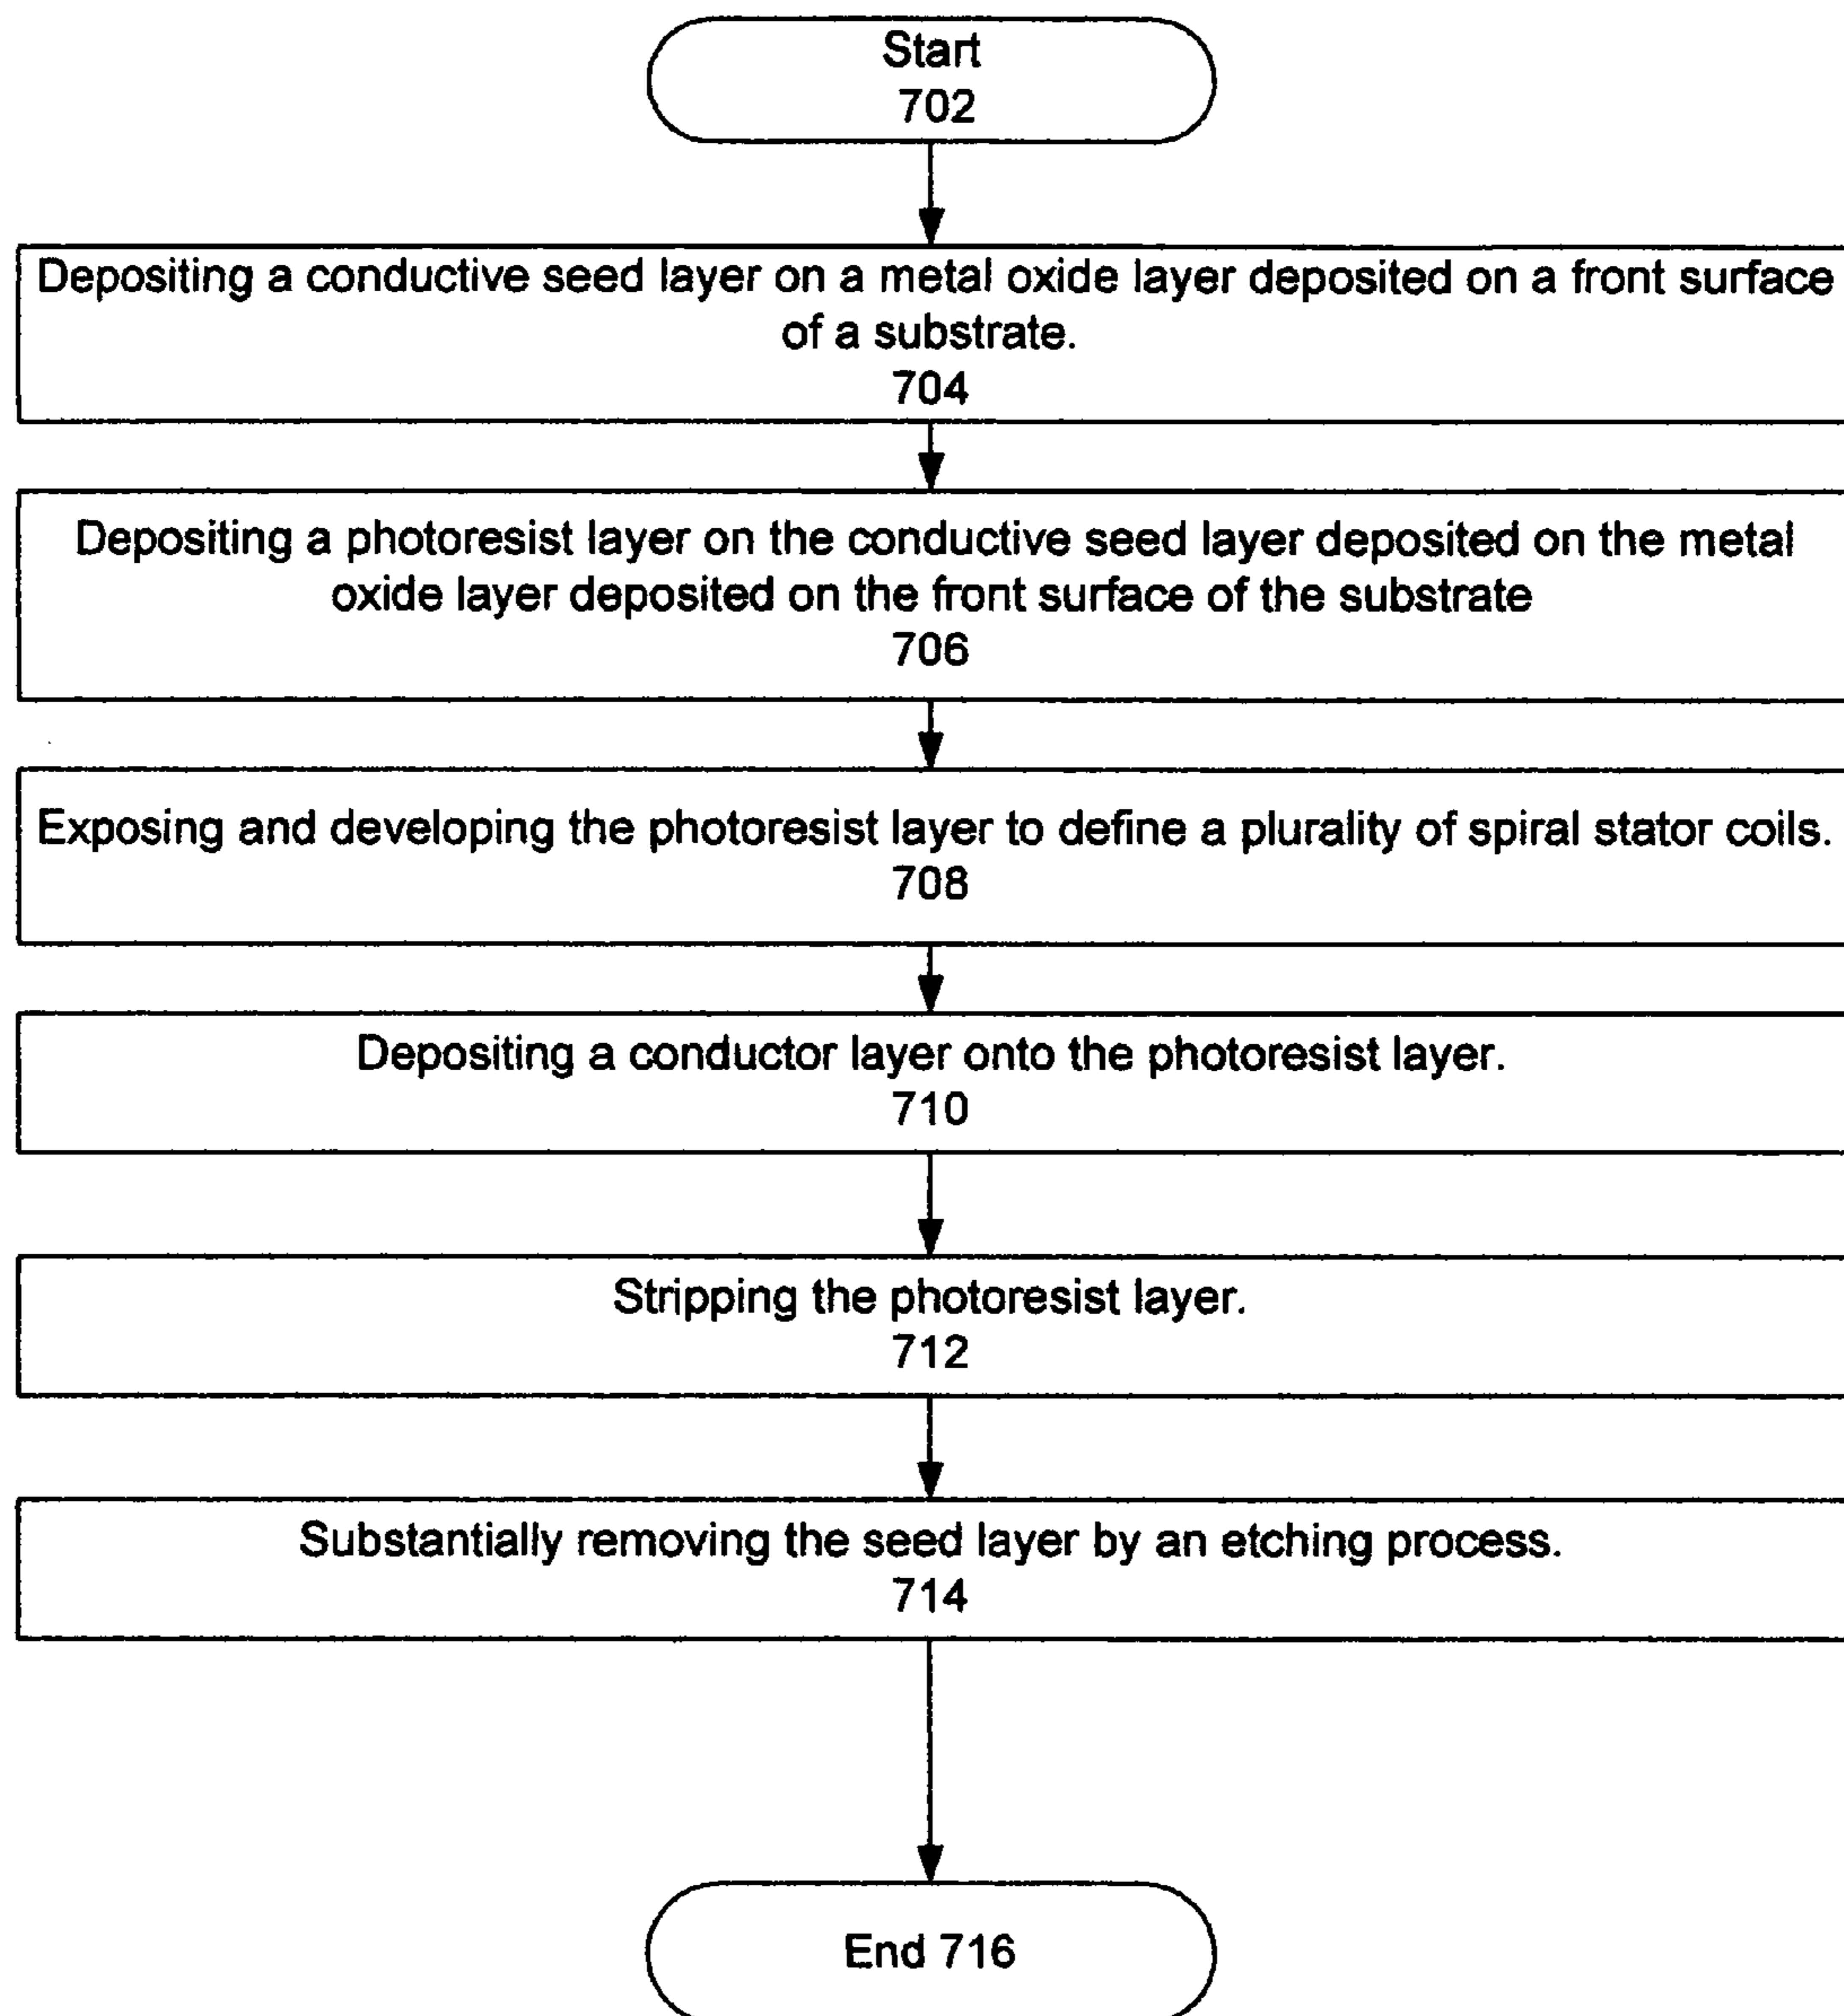 Start
702
Depositing a conductive seed layer on a metal oxide layer deposited on a front surface
of a substrate.
704
Depositing a photoresist layer on the conductive seed layer deposited on the metal
oxide layer deposited on the front surface of the substrate
706
Exposing and developing the photoresist layer to define a plurality of spiral stator coils.
708
Depositing a conductor layer onto the photoresist layer.
710
Stripping the photoresist layer.
712
Substantially removing the seed layer by an etching process.
714
End 716